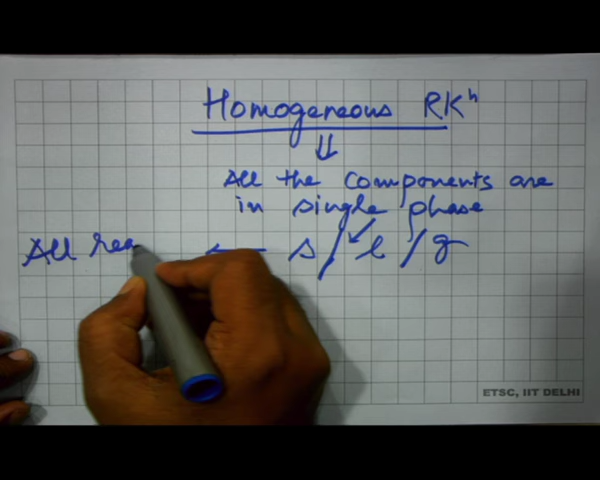 Homogeneous RKⁿ
All the components are
in single phase
All rea ← s/l/g
ETSC, IIT DELHI